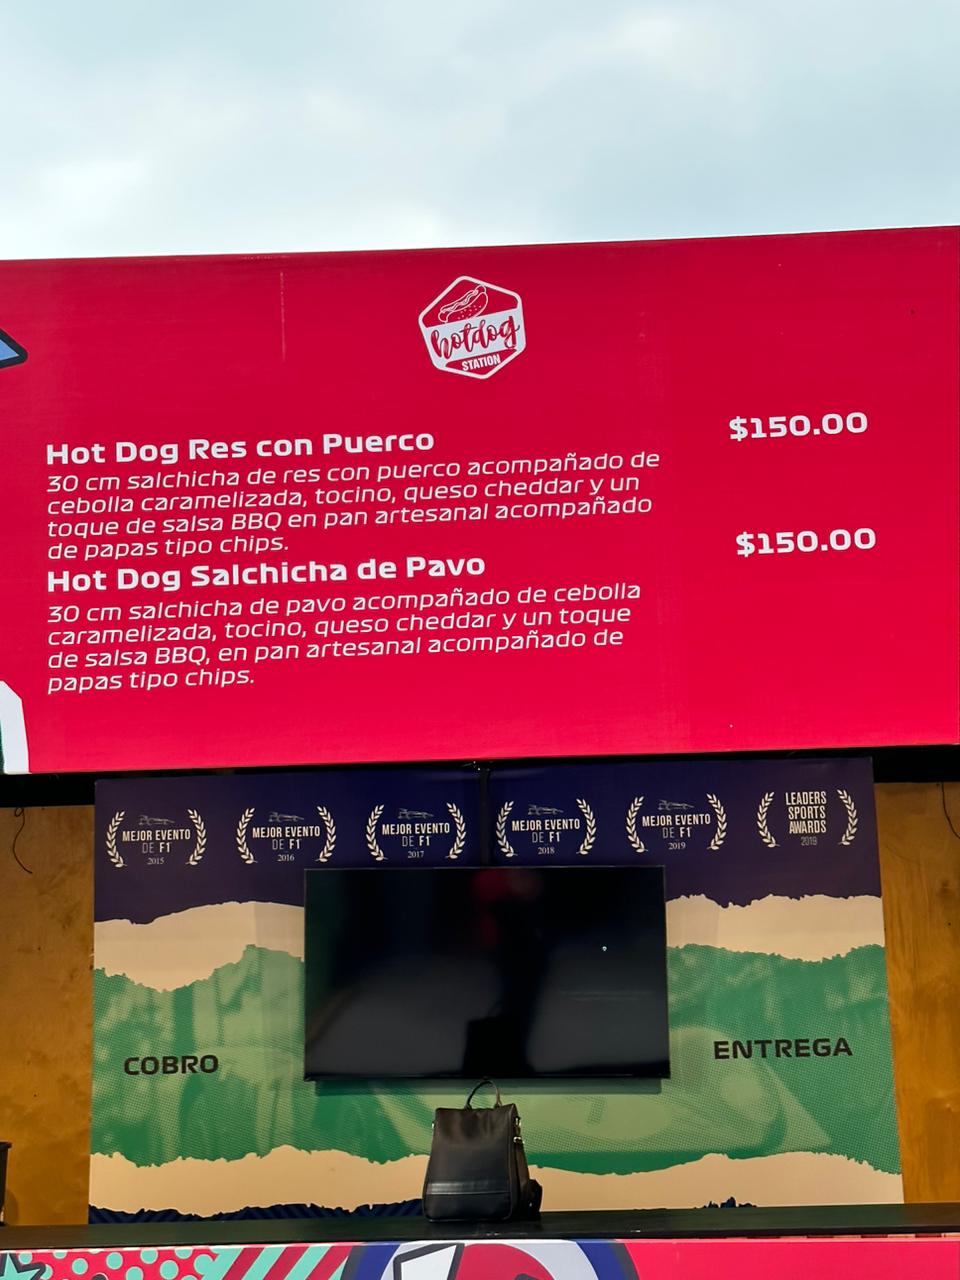 hotdog
STATION
Hot Dog Res con Puerco
$150.00
30 cm salchicha de res con puerco acompañado de
cebolla caramelizada, tocino, queso cheddar y un
toque de salsa BBQ en pan artesanal acompañado
de papas tipo chips.
Hot Dog Salchicha de Pavo
$150.00
30 cm salchicha de pavo acompañado de cebolla
caramelizada, tocino, queso cheddar y un toque
de salsa BBQ, en pan artesanal acompañado de
papas tipo chips.
MEJOR EVENTO
DE F1
2015
MEJOR EVENTO
DE F1
2016
MEJOR EVENTO
DE F1
2017
MEJOR EVENTO
DE F1
2018
MEJOR EVENTO
DE F1
2019
LEADERS
SPORTS
AWARDS
2019
COBRO
ENTREGA